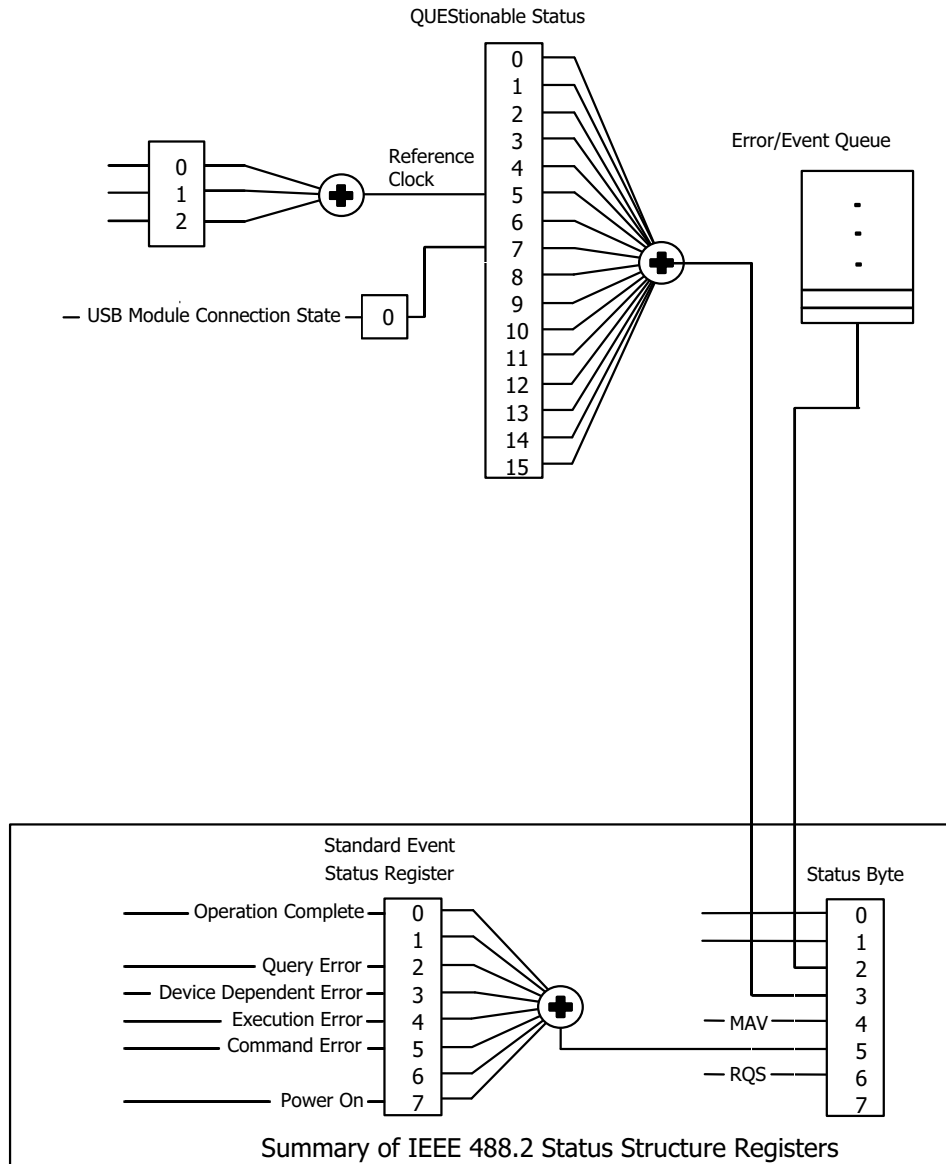 QUEStionable Status
0
1
2
3
4
5
6
7
8
9
10
11
12
13
14
15
Error/Event Queue
0
1
2
Reference
Clock
USB Module Connection State
0
Standard Event
Status Register
Operation Complete
0
1
Query Error
2
Device Dependent Error
3
Execution Error
4
Command Error
5
6
Power On
7
Status Byte
0
1
2
3
MAV
4
5
RQS
6
7
Summary of IEEE 488.2 Status Structure Registers